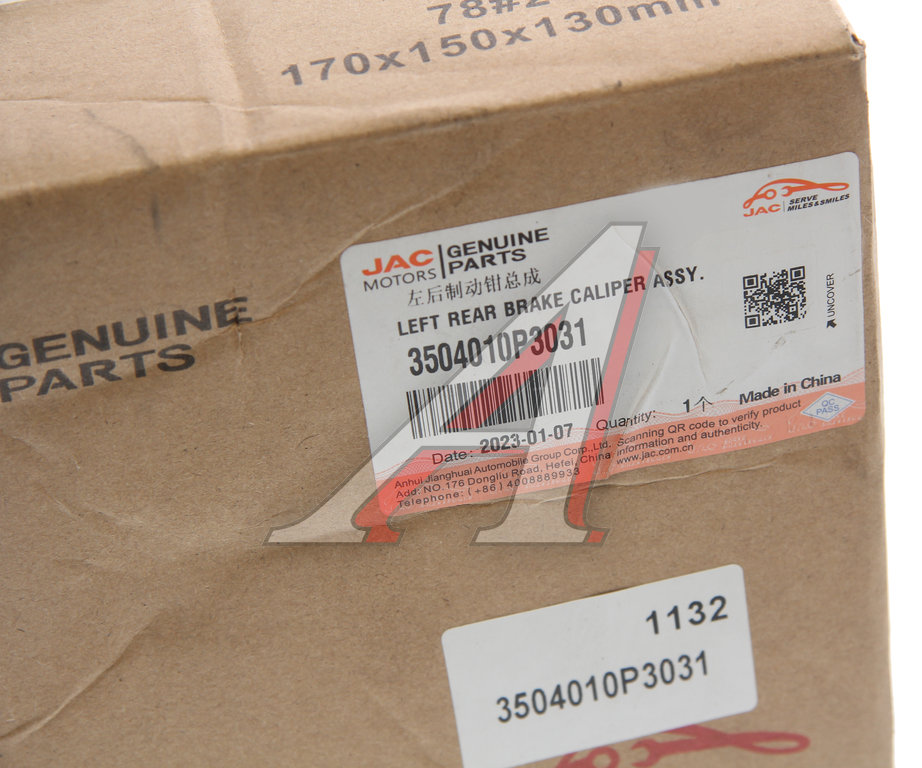 78#2
170x150x130mm
GENUINE
PARTS
JAC MOTORS GENUINE PARTS
JAC SERVE MILES&SMILES
左后制动钳总成
LEFT REAR BRAKE CALIPER ASSY.
3504010P3031
UNCOVER
Date: 2023-01-07 Quantity: 1个 Made in China
QC PASS
Anhui Jianghuai Automobile Group Corp.,Ltd.
Add: NO.176 Dongliu Road, Hefei, China
Telephone: (+86) 4008889933
Scanning QR code to verify product
information and authenticity.
www.jac.com.cn
1132
3504010P3031